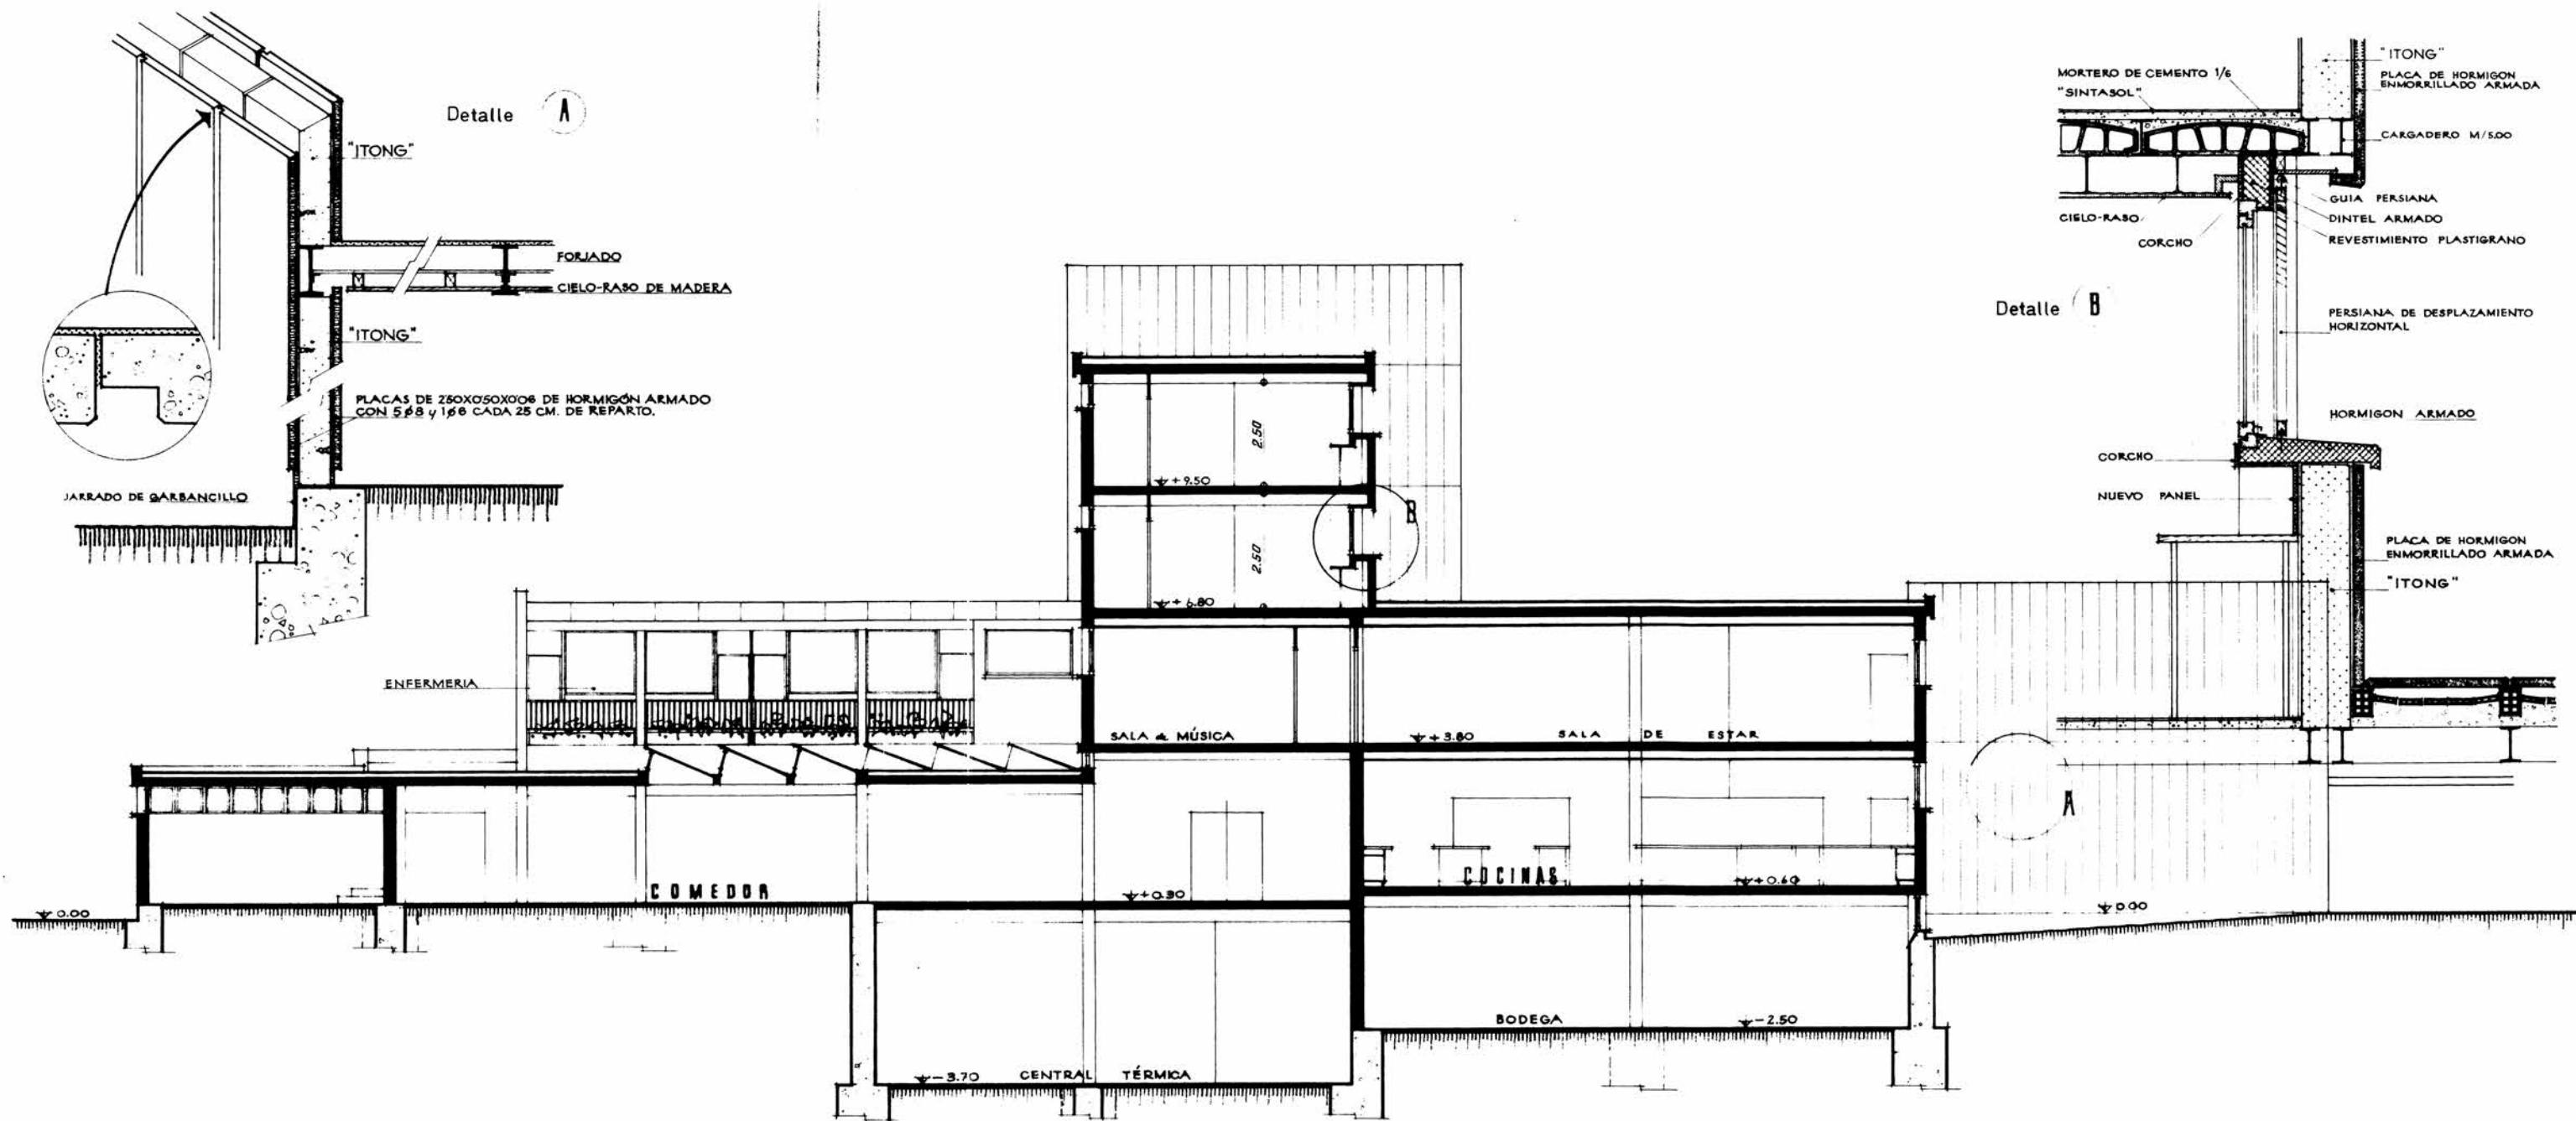 Detalle A
"ITONG"
FORJADO
CIELO-RASO DE MADERA
"ITONG"
PLACAS DE 250X050X006 DE HORMIGÓN ARMADO
CON 5ø8 y 1ø6 CADA 25 CM. DE REPARTO.
JARRADO DE GARBANCILLO
"ITONG"
PLACA DE HORMIGON
ENMORRILLADO ARMADA
MORTERO DE CEMENTO 1/6
"SINTASOL"
CARGADERO M/5.00
GUIA PERSIANA
DINTEL ARMADO
REVESTIMIENTO PLASTIGRANO
CIELO-RASO
CORCHO
Detalle B
PERSIANA DE DESPLAZAMIENTO
HORIZONTAL
HORMIGON ARMADO
CORCHO
NUEVO PANEL
PLACA DE HORMIGON
ENMORRILLADO ARMADA
"ITONG"
2.50
+9.50
B
2.50
+6.80
ENFERMERIA
SALA de MÚSICA
+3.80
SALA DE ESTAR
A
COMEDOR
+0.30
COCINAS
+0.60
0.00
0.00
BODEGA
-2.50
-3.70
CENTRAL TÉRMICA